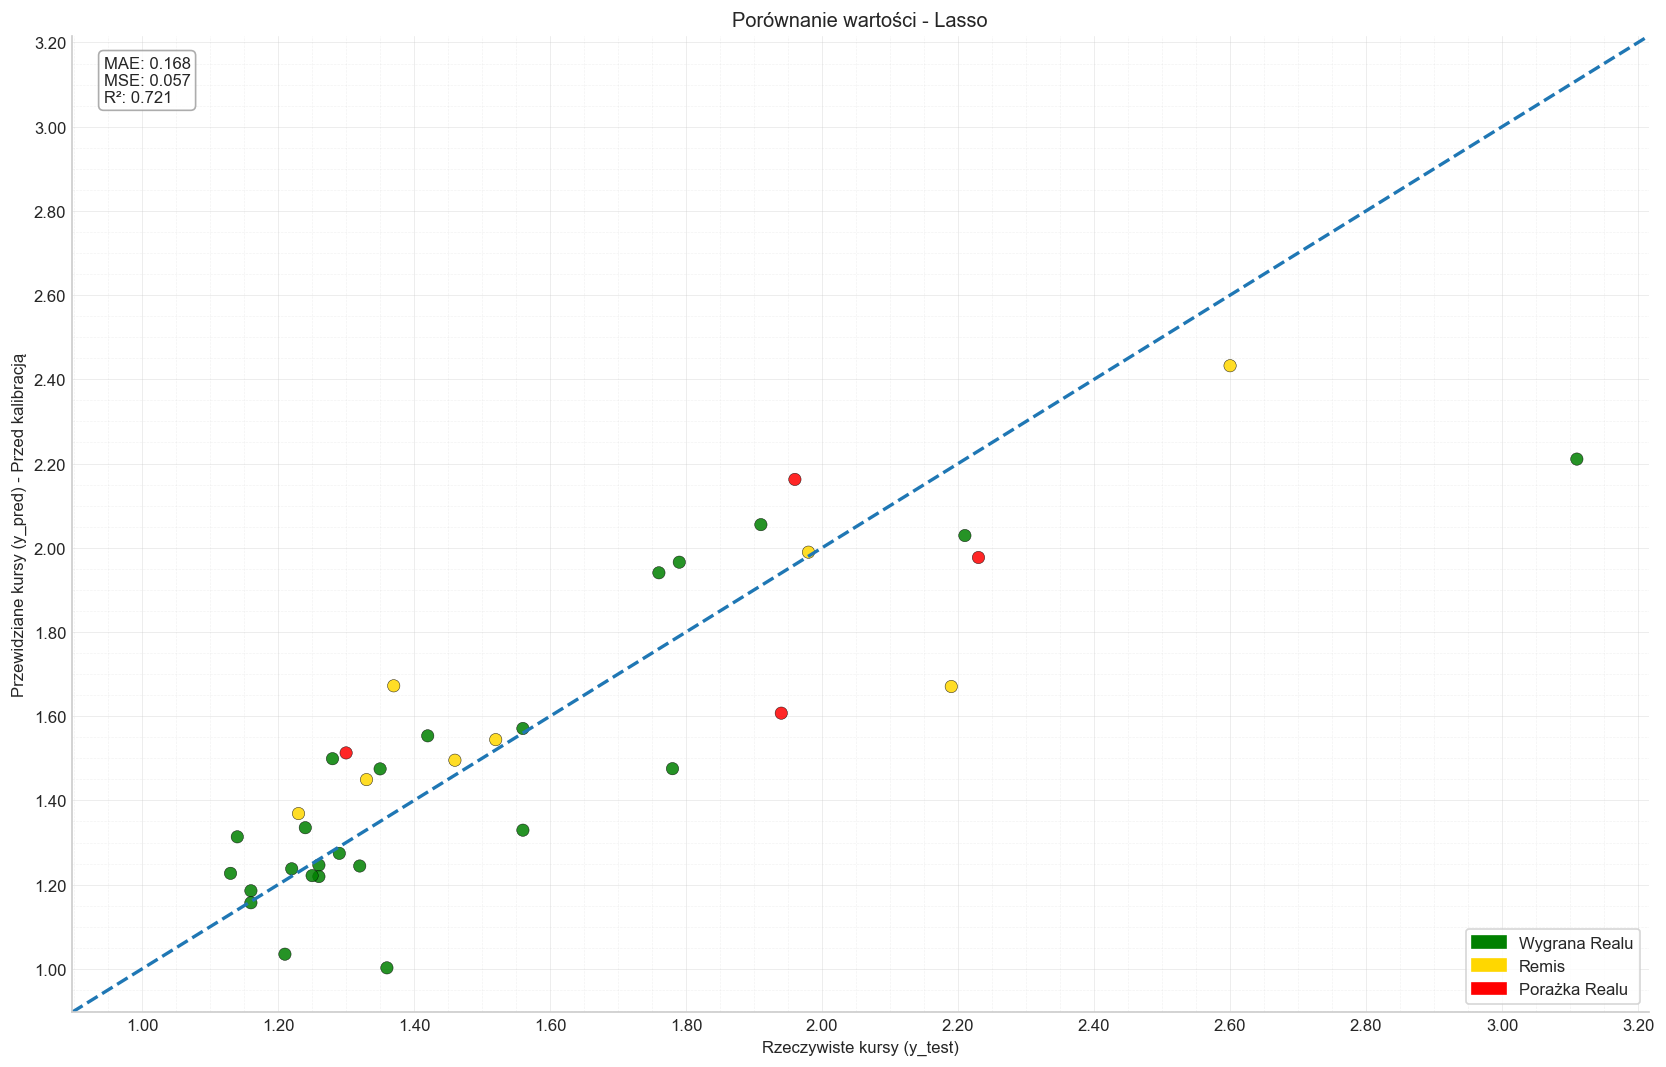 Porównanie wartości - Lasso
MAE: 0.168
MSE: 0.057
R²: 0.721
Przewidziane kursy (y_pred) - Przed kalibracją
3.20
3.00
2.80
2.60
2.40
2.20
2.00
1.80
1.60
1.40
1.20
1.00
1.00 1.20 1.40 1.60 1.80 2.00 2.20 2.40 2.60 2.80 3.00 3.20
Rzeczywiste kursy (y_test)
Wygrana Realu
Remis
Porażka Realu